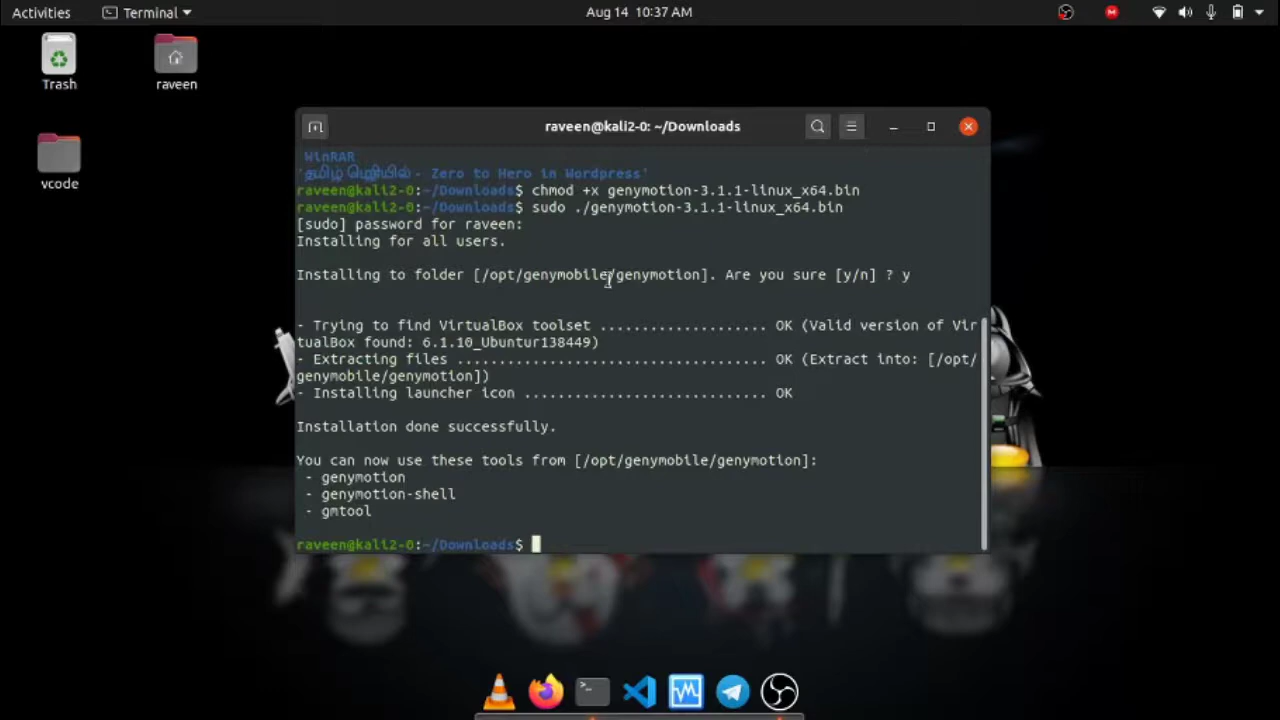 Activities
Terminal
Aug 14 10:37 AM
Trash
raveen
vcode
raveen@kali2-0: ~/Downloads
WinRAR
- Zero to Hero in Wordpress'
raveen@kali2-0:~/Downloads$ chmod +x genymotion-3.1.1-linux_x64.bin
raveen@kali2-0:~/Downloads$ sudo ./genymotion-3.1.1-linux_x64.bin
[sudo] password for raveen:
Installing for all users.
Installing to folder [/opt/genymobile/genymotion]. Are you sure [y/n] ? y
- Trying to find VirtualBox toolset .................... OK (Valid version of Vir
tualBox found: 6.1.10_Ubuntur138449)
- Extracting files ..................................... OK (Extract into: [/opt/
genymobile/genymotion])
- Installing launcher icon ............................. OK
Installation done successfully.
You can now use these tools from [/opt/genymobile/genymotion]:
- genymotion
- genymotion-shell
- gmtool
raveen@kali2-0:~/Downloads$